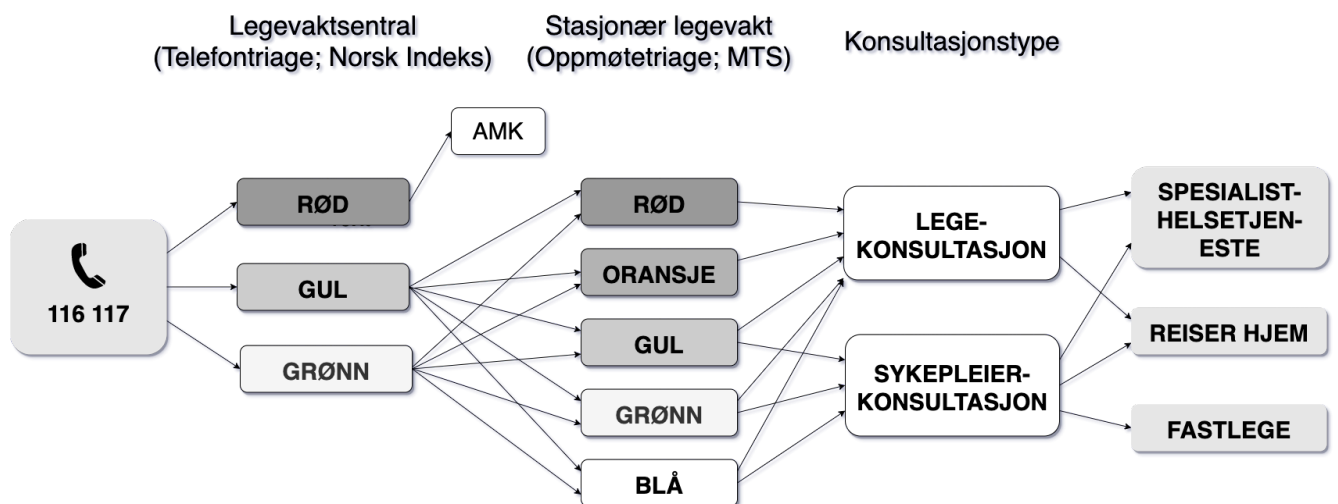 Legevaktsentral
(Telefontriage; Norsk Indeks)
Stasjonær legevakt
(Oppmøtetriage; MTS)
Konsultasjonstype
AMK
116 117
RØD
GUL
GRØNN
RØD
ORANSJE
GUL
GRØNN
BLÅ
LEGE-
KONSULTASJON
SYKEPLEIER-
KONSULTASJON
SPESIALIST-
HELSETJEN-
ESTE
REISER HJEM
FASTLEGE